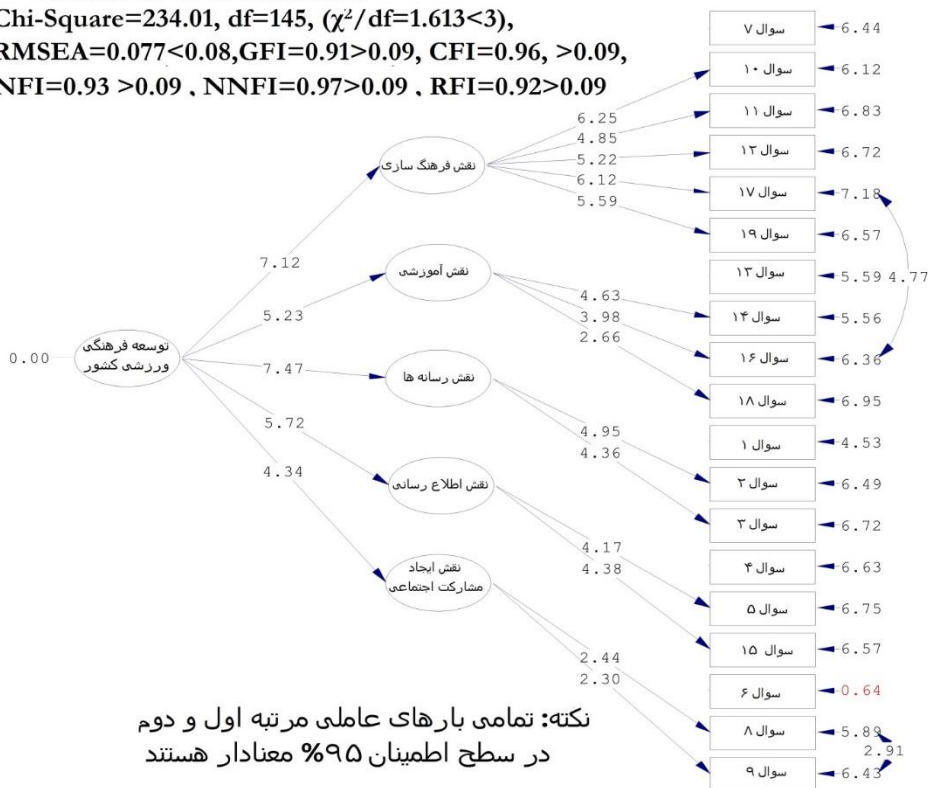 Chi-Square=234.01, df=145, (χ²/df=1.613<3),
RMSEA=0.077<0.08,GFI=0.91>0.09, CFI=0.96, >0.09,
NFI=0.93 >0.09 , NNFI=0.97>0.09 , RFI=0.92>0.09
0.00
توسعه فرهنگی
ورزشی کشور
7.12
5.23
7.47
5.72
4.34
نقش فرهنگ سازی
نقش آموزشی
نقش رسانه ها
نقش اطلاع رسانی
نقش ایجاد
مشارکت اجتماعی
6.25
4.85
5.22
6.12
5.59
4.63
3.98
2.66
4.95
4.36
4.17
4.38
2.44
2.30
سوال ۷ 6.44
سوال ۱۰ 6.12
سوال ۱۱ 6.83
سوال ۱۲ 6.72
سوال ۱۷ 7.18
سوال ۱۹ 6.57
سوال ۱۳ 5.59 4.77
سوال ۱۴ 5.56
سوال ۱۶ 6.36
سوال ۱۸ 6.95
سوال ۱ 4.53
سوال ۲ 6.49
سوال ۳ 6.72
سوال ۴ 6.63
سوال ۵ 6.75
سوال ۱۵ 6.57
سوال ۶ 0.64
سوال ۸ 5.89
2.91
سوال ۹ 6.43
نکته: تمامی بارهای عاملی مرتبه اول و دوم
در سطح اطمینان ۹۵% معنادار هستند